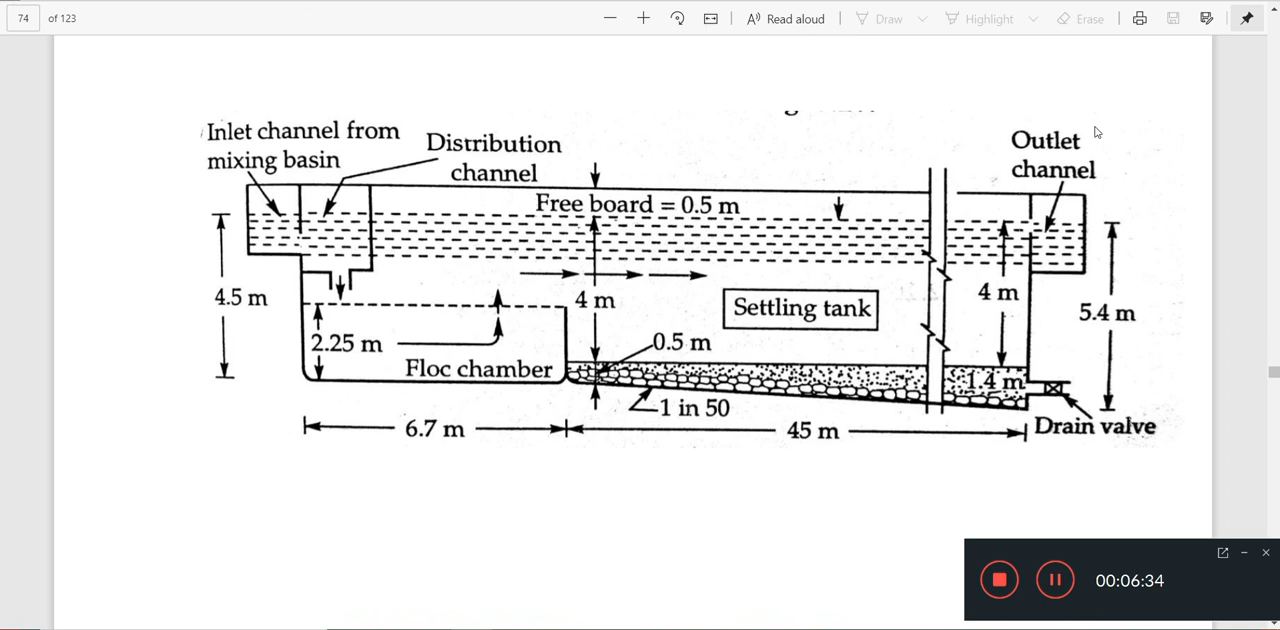 74 of 123
Read aloud
Draw
Highlight
Erase
Inlet channel from
mixing basin
Distribution
channel
Outlet
channel
Free board = 0.5 m
4.5 m
4 m
Settling tank
4 m
5.4 m
2.25 m
0.5 m
Floc chamber
1.4 m
1 in 50
6.7 m
45 m
Drain valve
00:06:34